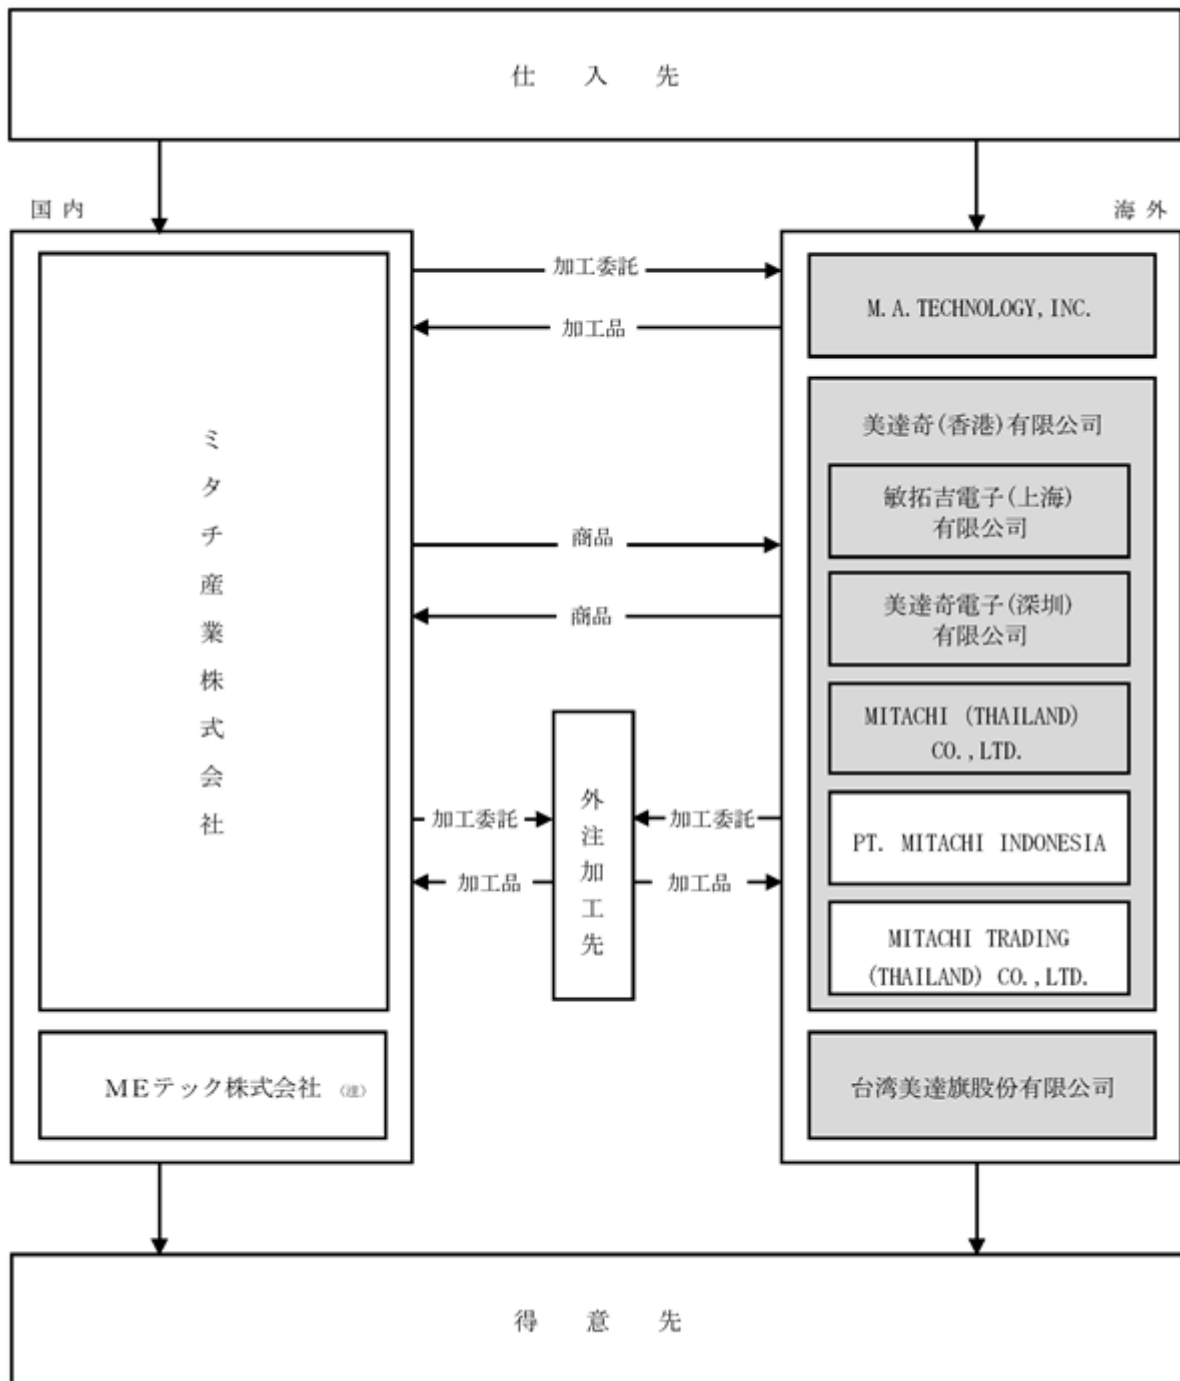 仕入先
国内
海外
ミタチ産業株式会社
MEテック株式会社 (注)
加工委託
加工品
商品
商品
加工委託
加工品
外注加工先
加工委託
加工品
M.A.TECHNOLOGY,INC.
美達奇(香港)有限公司
敏拓吉電子(上海)
有限公司
美達奇電子(深圳)
有限公司
MITACHI (THAILAND)
CO.,LTD.
PT. MITACHI INDONESIA
MITACHI TRADING
(THAILAND) CO.,LTD.
台湾美達旗股份有限公司
得意先